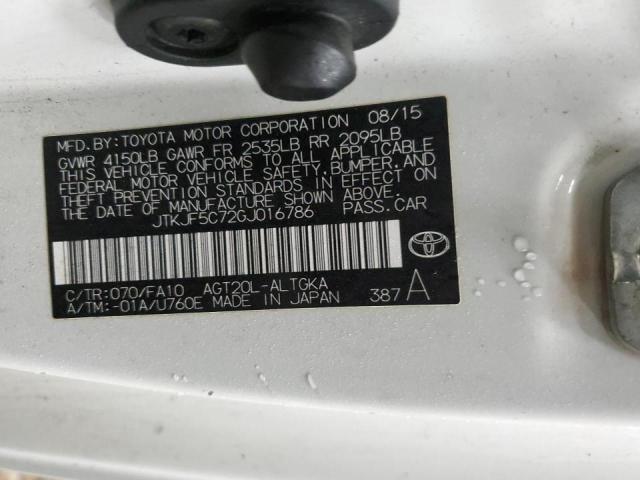 MFD.BY:TOYOTA MOTOR CORPORATION 08/15
GVWR 4150LB GAWR FR 2535LB RR 2095LB
THIS VEHICLE CONFORMS TO ALL APPLICABLE
FEDERAL MOTOR VEHICLE SAFETY,BUMPER,AND
THEFT PREVENTION STANDARDS IN EFFECT
ON THE DATE OF MANUFACTURE SHOWN ABOVE.
JTKJF5C72GJ016786 PASS.CAR
C/TR:070/FA10 AGT20L-ALTGKA
A/TM:-01A/U760E MADE IN JAPAN 387 A